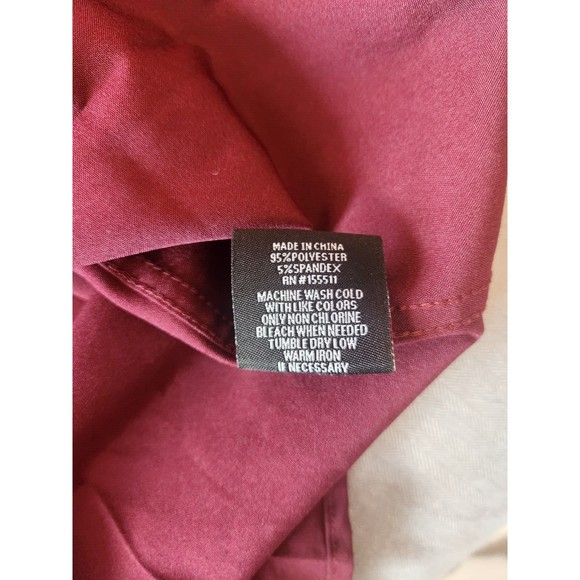 MADE IN CHINA
95%POLYESTER
5%SPANDEX
RN #155511
MACHINE WASH COLD
WITH LIKE COLORS
ONLY NON CHLORINE
BLEACH WHEN NEEDED
TUMBLE DRY LOW
WARM IRON
IF NECESSARY